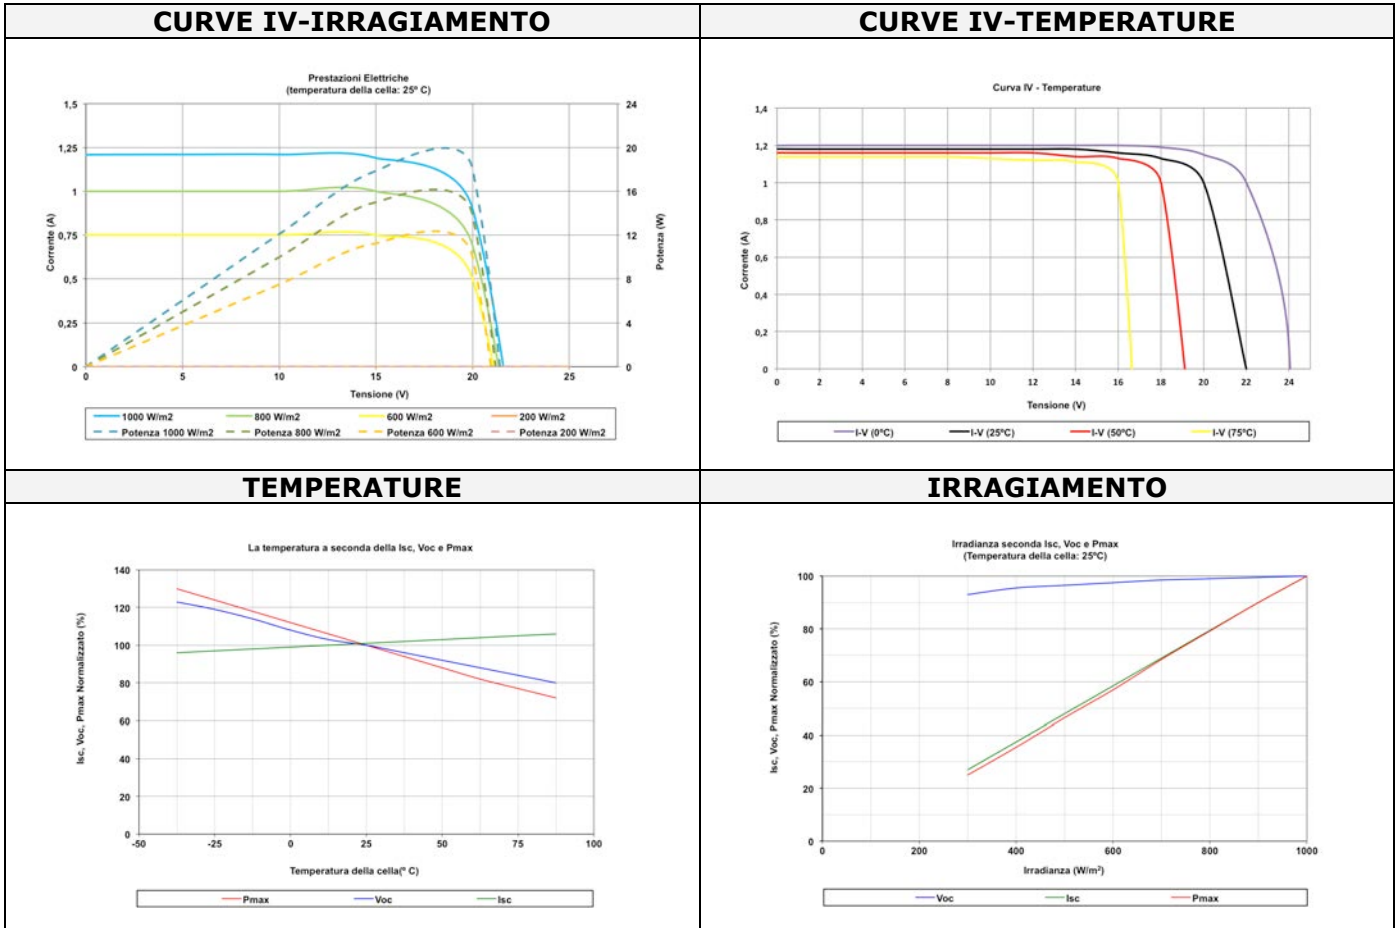 CURVE IV-IRRAGIAMENTO
Prestazioni Elettriche
(temperatura della cella: 25º C)
1,5
1,25
1
0,75
0,5
0,25
0
24
20
16
12
8
4
0
0 5 10 15 20 25
Corrente (A)
Potenza (W)
Tensione (V)
1000 W/m2 800 W/m2 600 W/m2 200 W/m2
Potenza 1000 W/m2 Potenza 800 W/m2 Potenza 600 W/m2 Potenza 200 W/m2
CURVE IV-TEMPERATURE
Curva IV - Temperature
1,4
1,2
1
0,8
0,6
0,4
0,2
0
0 2 4 6 8 10 12 14 16 18 20 22 24
Corrente (A)
Tensione (V)
I-V (0ºC) I-V (25ºC) I-V (50ºC) I-V (75ºC)
TEMPERATURE
La temperatura a seconda della Isc, Voc e Pmax
140
120
100
80
60
40
20
0
-50 -25 0 25 50 75 100
Isc, Voc, Pmax Normalizzato (%)
Temperatura della cella(º C)
Pmax Voc Isc
IRRAGIAMENTO
Irradianza seconda Isc, Voc e Pmax
(Temperatura della cella: 25ºC)
100
80
60
40
20
0
0 200 400 600 800 1000
Isc, Voc, Pmax Normalizzato (%)
Irradianza (W/m²)
Voc Isc Pmax